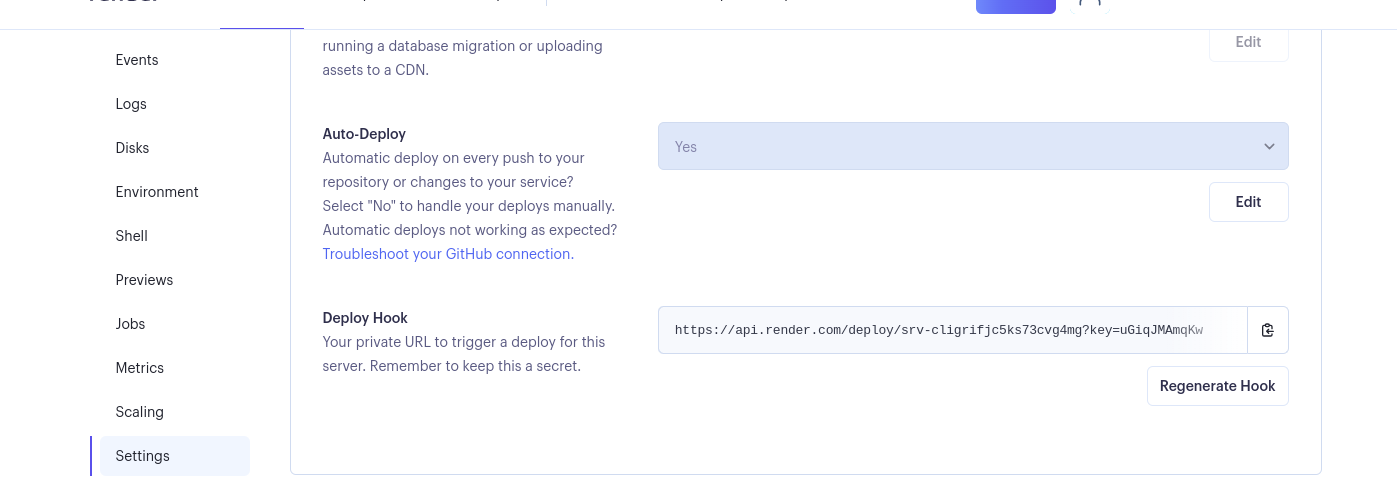 Events
Logs
Disks
Environment
Shell
Previews
Jobs
Metrics
Scaling
Settings
running a database migration or uploading
assets to a CDN.
Edit
Auto-Deploy
Automatic deploy on every push to your
repository or changes to your service?
Select "No" to handle your deploys manually.
Automatic deploys not working as expected?
Troubleshoot your GitHub connection.
Yes
Edit
Deploy Hook
Your private URL to trigger a deploy for this
server. Remember to keep this a secret.
https://api.render.com/deploy/srv-cligrifjc5ks73cvg4mg?key=uGiqJMAmqKw
Regenerate Hook